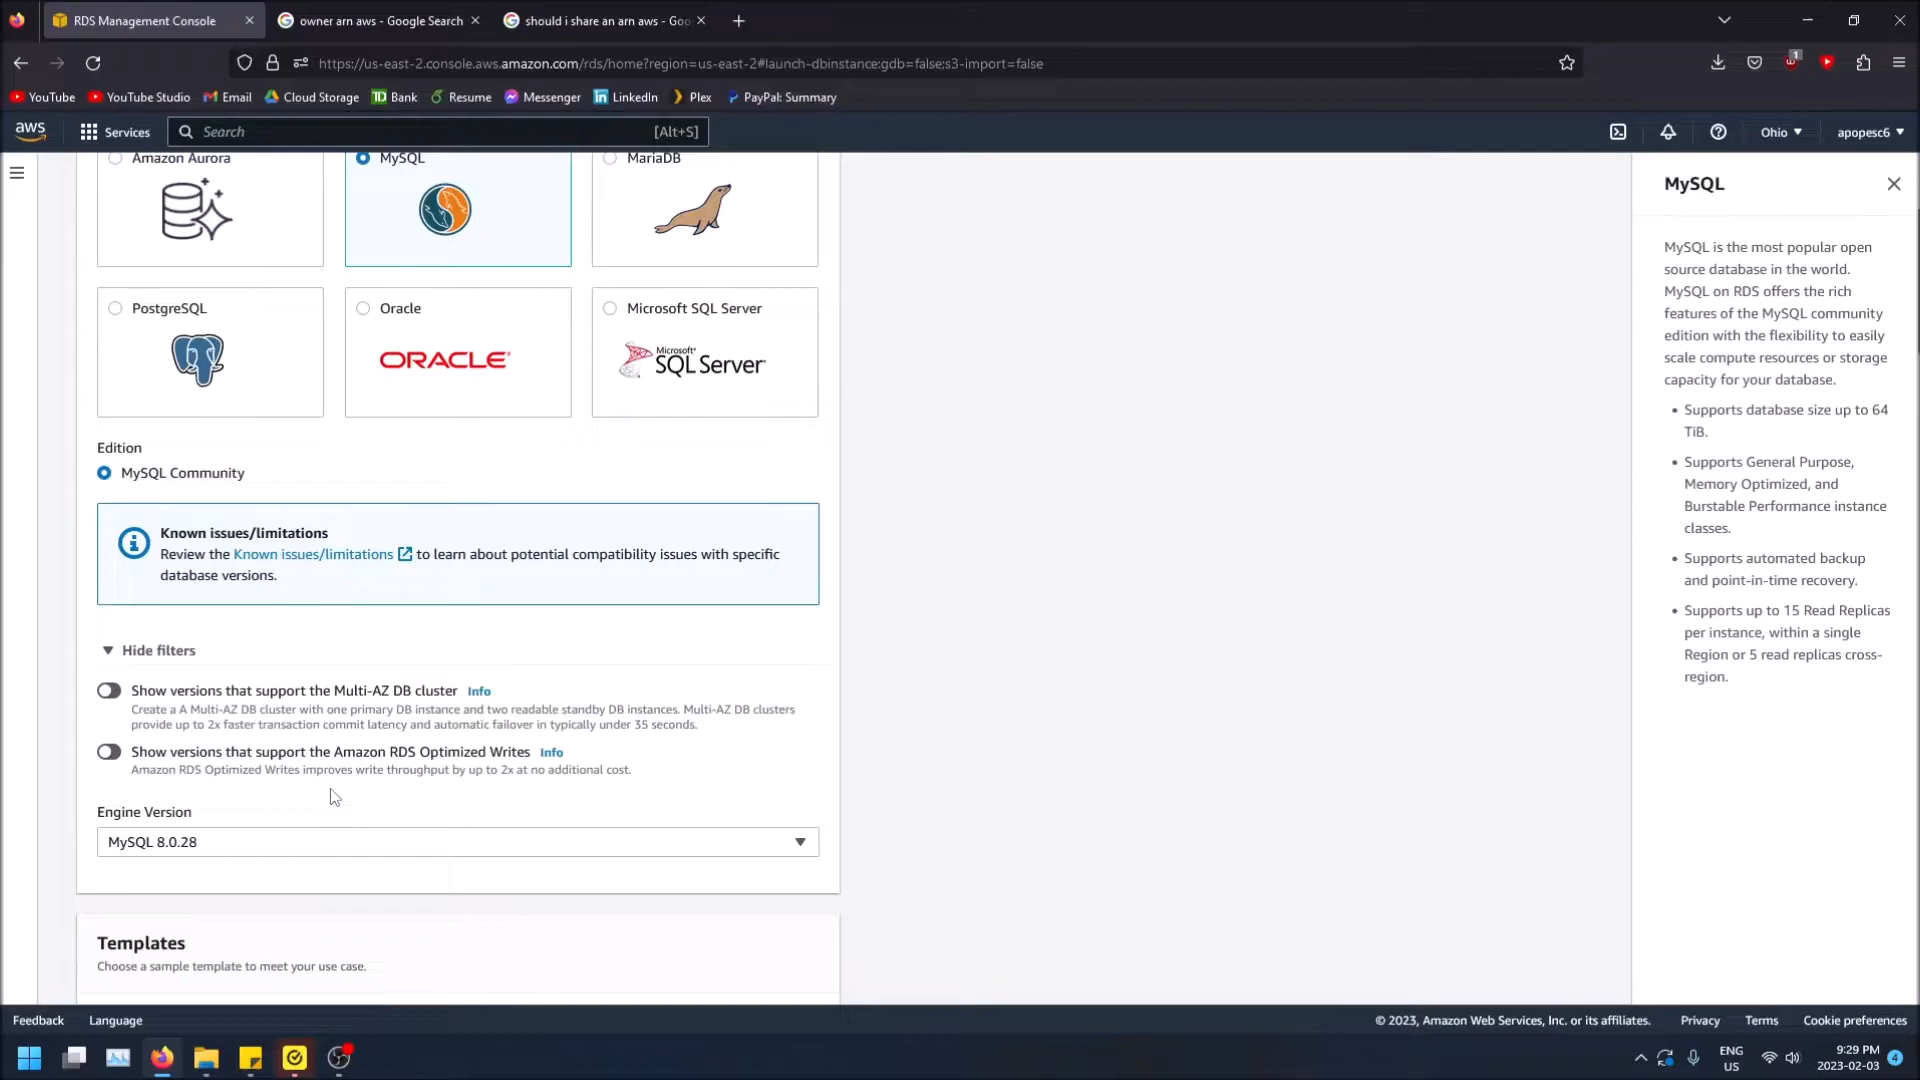 RDS Management Console
owner arn aws - Google Search
should i share an arn aws - Goo
https://us-east-2.console.aws.amazon.com/rds/home?region=us-east-2#launch-dbinstance:gdb=false;s3-import=false
1
YouTube
YouTube Studio
Email
Cloud Storage
TD Bank
Resume
Messenger
LinkedIn
Plex
PayPal: Summary
aws
Services
Search
[Alt+S]
Ohio
apopesc6
Amazon Aurora
MySQL
MariaDB
PostgreSQL
Oracle
Microsoft SQL Server
ORACLE
Microsoft
SQL Server
Edition
MySQL Community
Known issues/limitations
Review the Known issues/limitations to learn about potential compatibility issues with specific
database versions.
Hide filters
Show versions that support the Multi-AZ DB cluster Info
Create a A Multi-AZ DB cluster with one primary DB instance and two readable standby DB instances. Multi-AZ DB clusters
provide up to 2x faster transaction commit latency and automatic failover in typically under 35 seconds.
Show versions that support the Amazon RDS Optimized Writes Info
Amazon RDS Optimized Writes improves write throughput by up to 2x at no additional cost.
Engine Version
MySQL 8.0.28
Templates
Choose a sample template to meet your use case.
MySQL
MySQL is the most popular open
source database in the world.
MySQL on RDS offers the rich
features of the MySQL community
edition with the flexibility to easily
scale compute resources or storage
capacity for your database.
• Supports database size up to 64
TiB.
• Supports General Purpose,
Memory Optimized, and
Burstable Performance instance
classes.
• Supports automated backup
and point-in-time recovery.
• Supports up to 15 Read Replicas
per instance, within a single
Region or 5 read replicas cross-
region.
Feedback
Language
© 2023, Amazon Web Services, Inc. or its affiliates.
Privacy
Terms
Cookie preferences
ENG
US
9:29 PM
2023-02-03
4